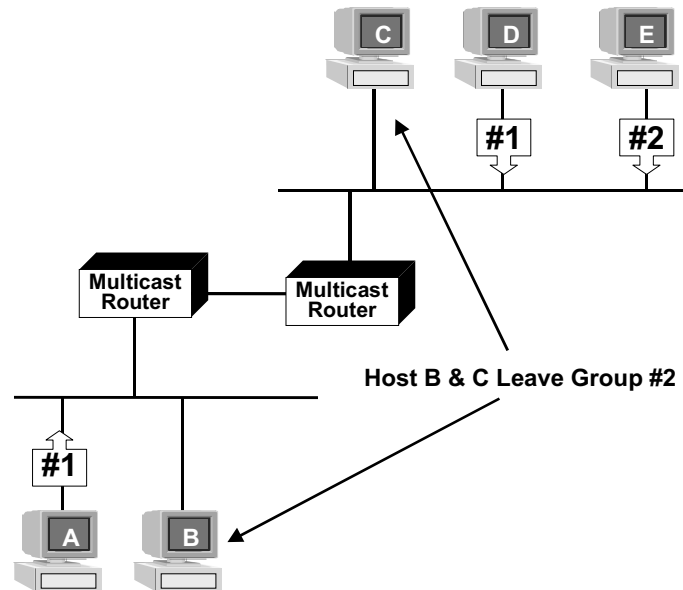 C
D
E
#1
#2
Multicast
Router
Multicast
Router
Host B & C Leave Group #2
#1
A
B